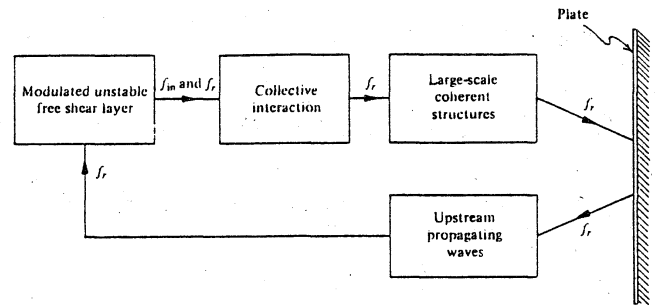 Plate
Modulated unstable
free shear layer
f_in and f_r
Collective
interaction
f_r
Large-scale
coherent
structures
f_r
f_r
Upstream
propagating
waves
f_r